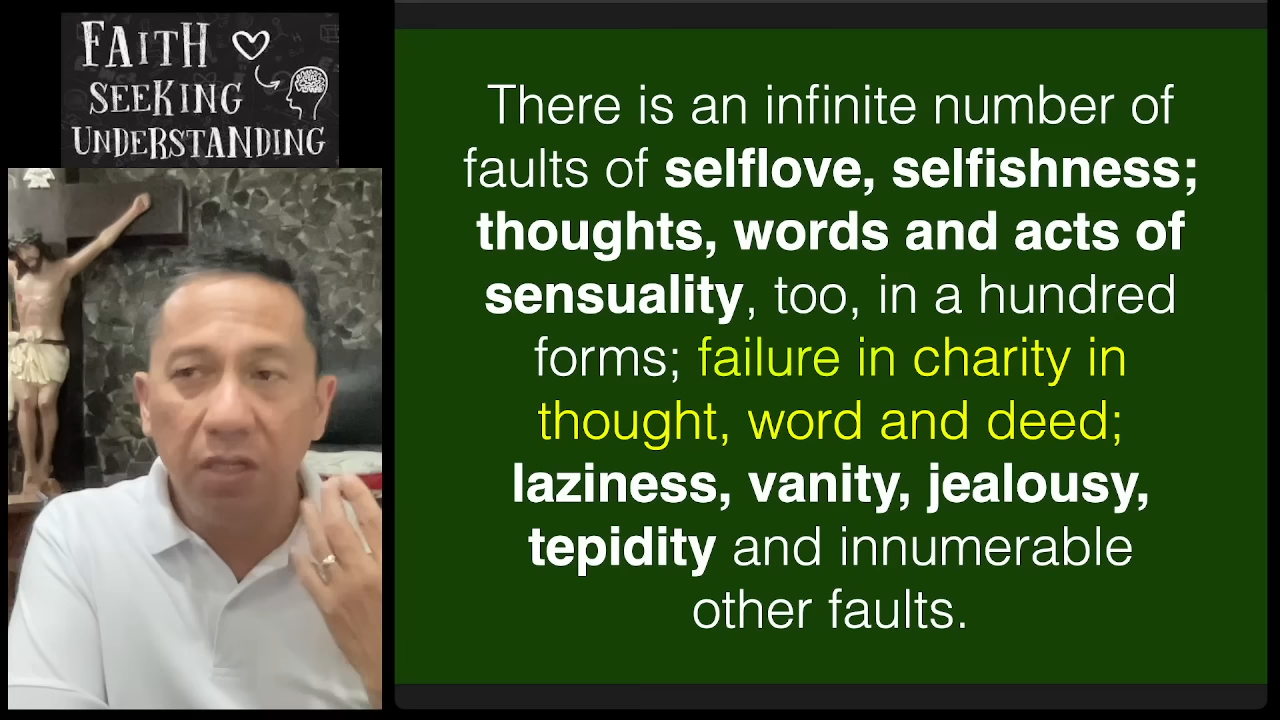 FAITH
SEEKING
UNDERSTANDING
There is an infinite number of
faults of selflove, selfishness;
thoughts, words and acts of
sensuality, too, in a hundred
forms; failure in charity in
thought, word and deed;
laziness, vanity, jealousy,
tepidity and innumerable
other faults.